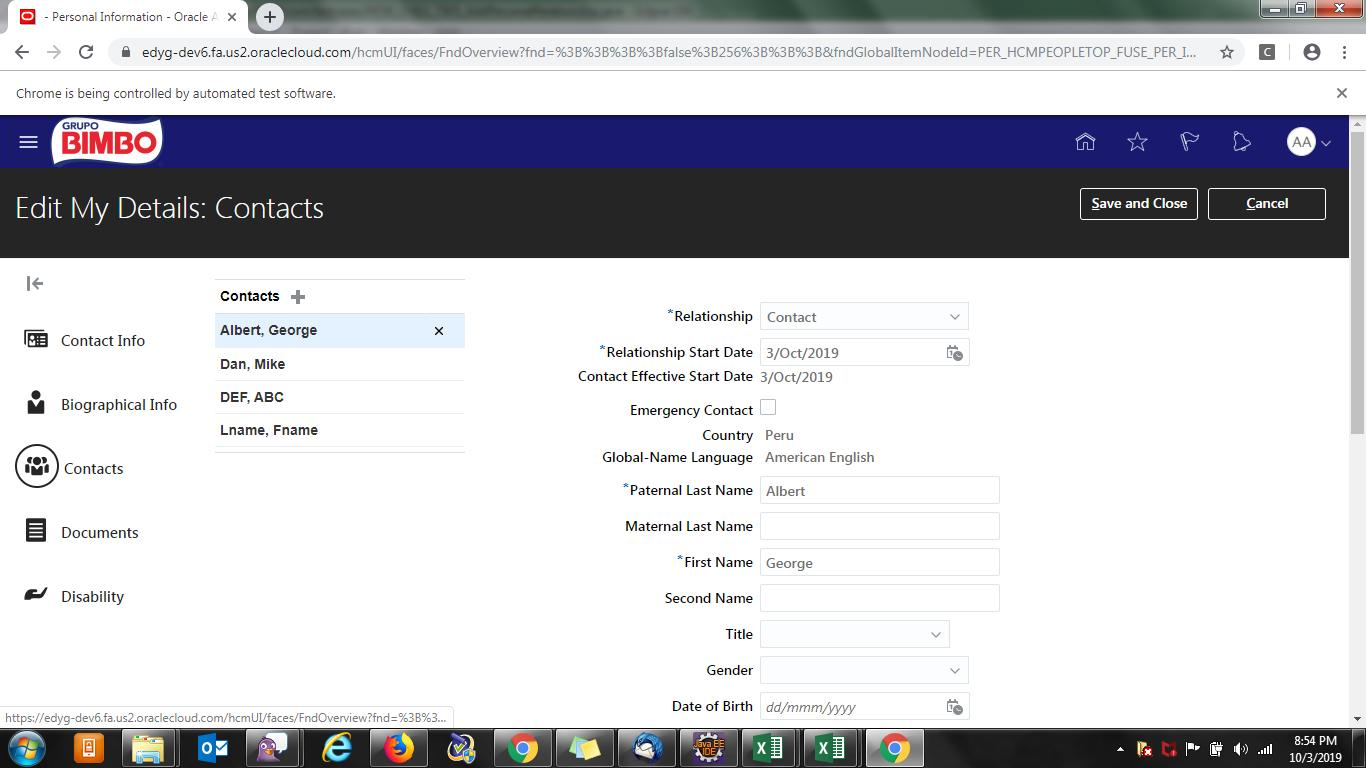 - Personal Information - Oracle A
edyg-dev6.fa.us2.oraclecloud.com/hcmUI/faces/FndOverview?fnd=%3B%3B%3B%3Bfalse%3B256%3B%3B%3B&fndGlobalItemNodeId=PER_HCMPEOPLETOP_FUSE_PER_I...
C
Chrome is being controlled by automated test software.
GRUPO
BIMBO
AA
Edit My Details: Contacts
Save and Close
Cancel
Contact Info
Biographical Info
Contacts
Documents
Disability
Contacts
Albert, George
Dan, Mike
DEF, ABC
Lname, Fname
*Relationship Contact
*Relationship Start Date 3/Oct/2019
Contact Effective Start Date 3/Oct/2019
Emergency Contact
Country Peru
Global-Name Language American English
*Paternal Last Name Albert
Maternal Last Name
*First Name George
Second Name
Title
Gender
Date of Birth dd/mmm/yyyy
https://edyg-dev6.fa.us2.oraclecloud.com/hcmUI/faces/FndOverview?fnd=%3B%3...
Java EE
IDE
8:54 PM
10/3/2019